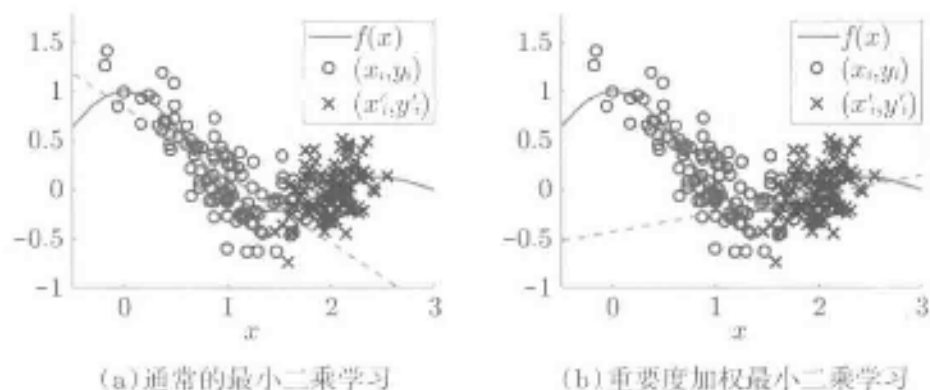 1.5
1
0.5
0
-0.5
-1
0 1 2 3
x
f(x)
(xᵢ,yᵢ)
(x'ᵢ,y'ᵢ)
(a)通常的最小二乘学习
1.5
1
0.5
0
-0.5
-1
0 1 2 3
x
f(x)
(xᵢ,yᵢ)
(x'ᵢ,y'ᵢ)
(b)重要度加权最小二乘学习